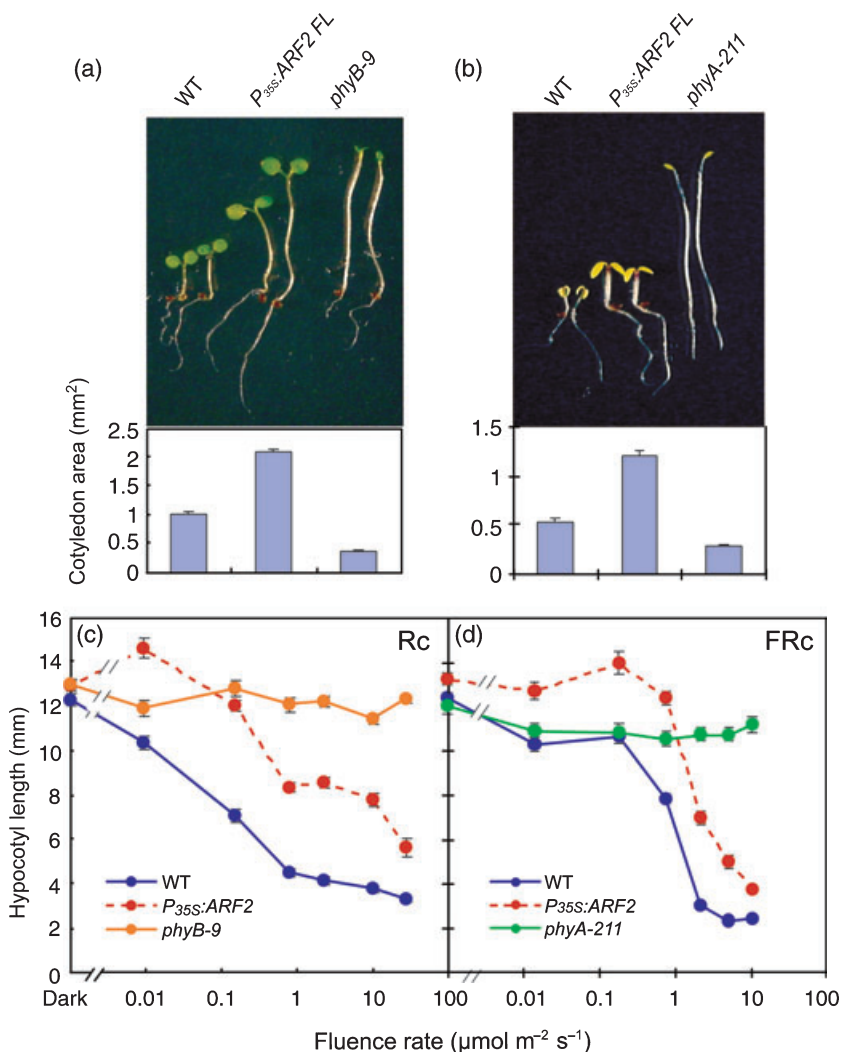 (a)
WT
P35S:ARF2 FL
phyB-9
(b)
WT
P35S:ARF2 FL
phyA-211
Cotyledon area (mm²)
2.5
2
1.5
1
0.5
0
1.5
1
0.5
0
(c)
Rc
(d)
FRc
Hypocotyl length (mm)
16
14
12
10
8
6
4
2
0
WT
P35S:ARF2
phyB-9
WT
P35S:ARF2
phyA-211
Dark 0.01 0.1 1 10 100 0.01 0.1 1 10 100
Fluence rate (µmol m⁻² s⁻¹)